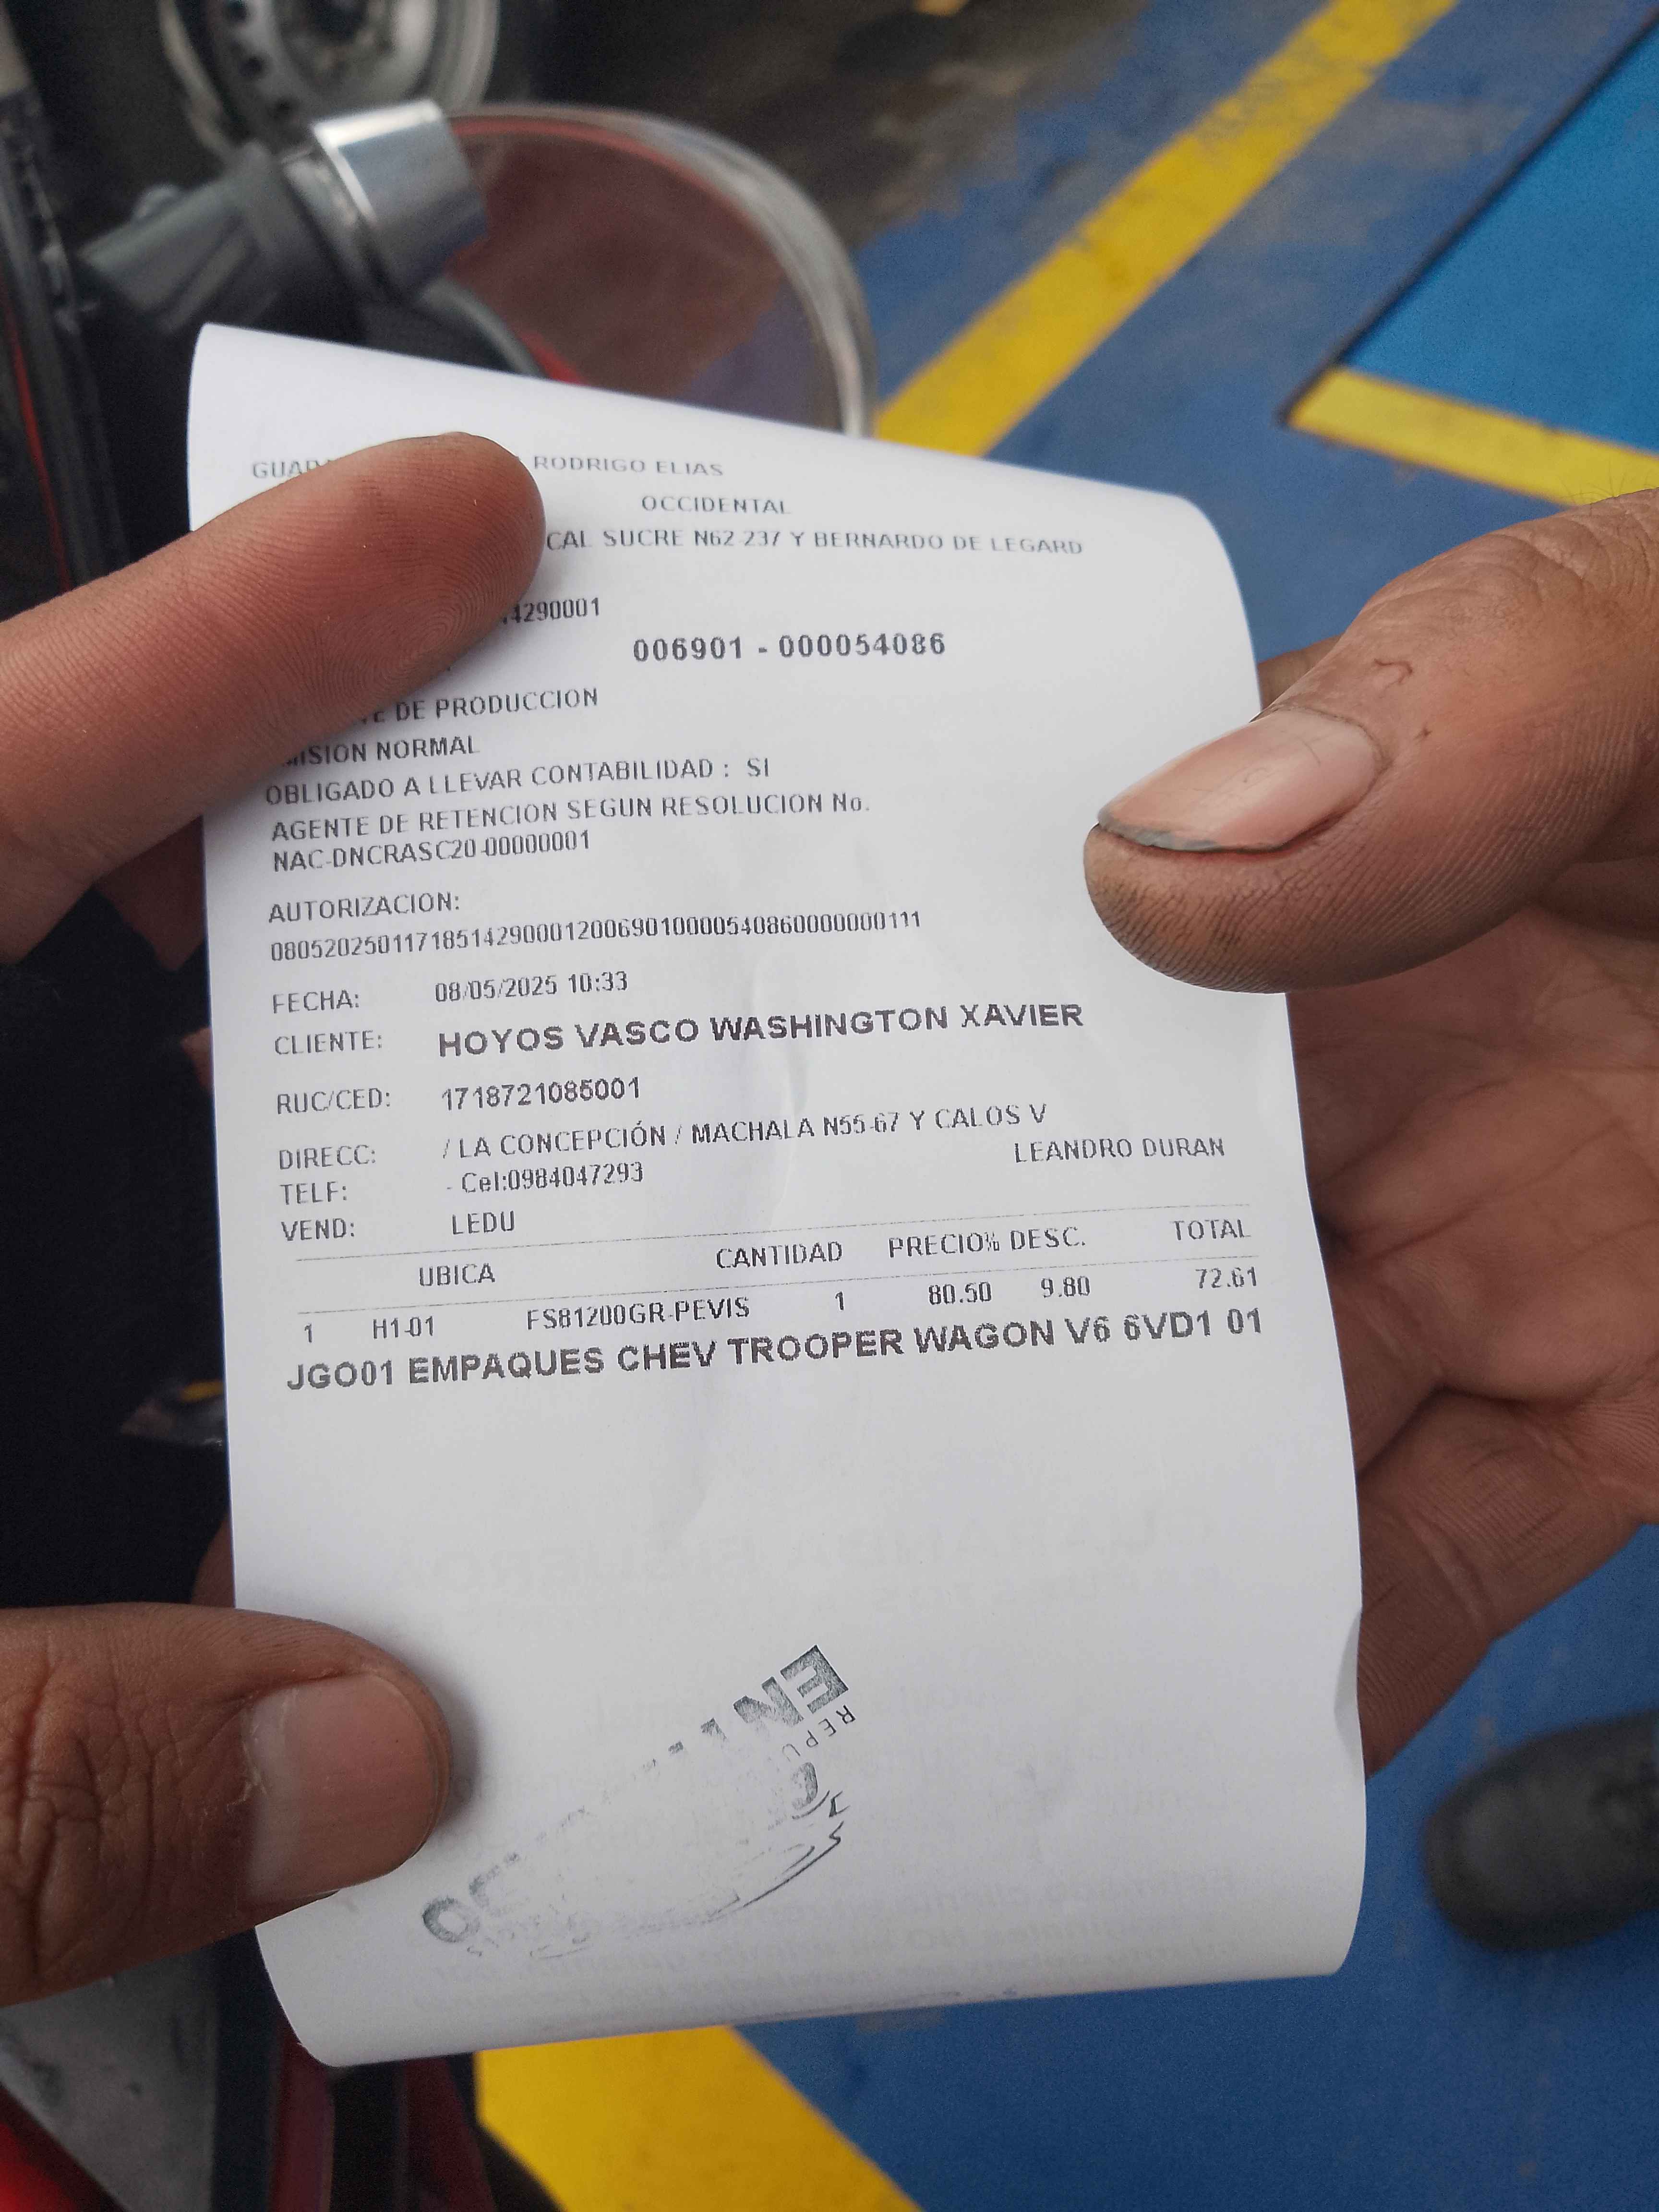 RODRIGO ELIAS
OCCIDENTAL
CAL SUCRE N62 237 Y BERNARDO DE LEGARD
4290001
006901 - 000054086
DE PRODUCCION
NORMAL
OBLIGADO A LLEVAR CONTABILIDAD : SI
AGENTE DE RETENCION SEGUN RESOLUCION No.
NAC-DNCRASC20-00000001
AUTORIZACION:
0805202501171851429000120069010000540860000000111
FECHA: 08/05/2025 10:33
CLIENTE: HOYOS VASCO WASHINGTON XAVIER
RUC/CED: 1718721085001
DIRECC: / LA CONCEPCIÓN / MACHALA N55-67 Y CALOS V
TELF: - Cel:0984047293 LEANDRO DURAN
VEND: LEDU
UBICA CANTIDAD PRECIO% DESC. TOTAL
1 H1-01 FS81200GR-PEVIS 1 80.50 9.80 72.61
JGO01 EMPAQUES CHEV TROOPER WAGON V6 6VD1 01